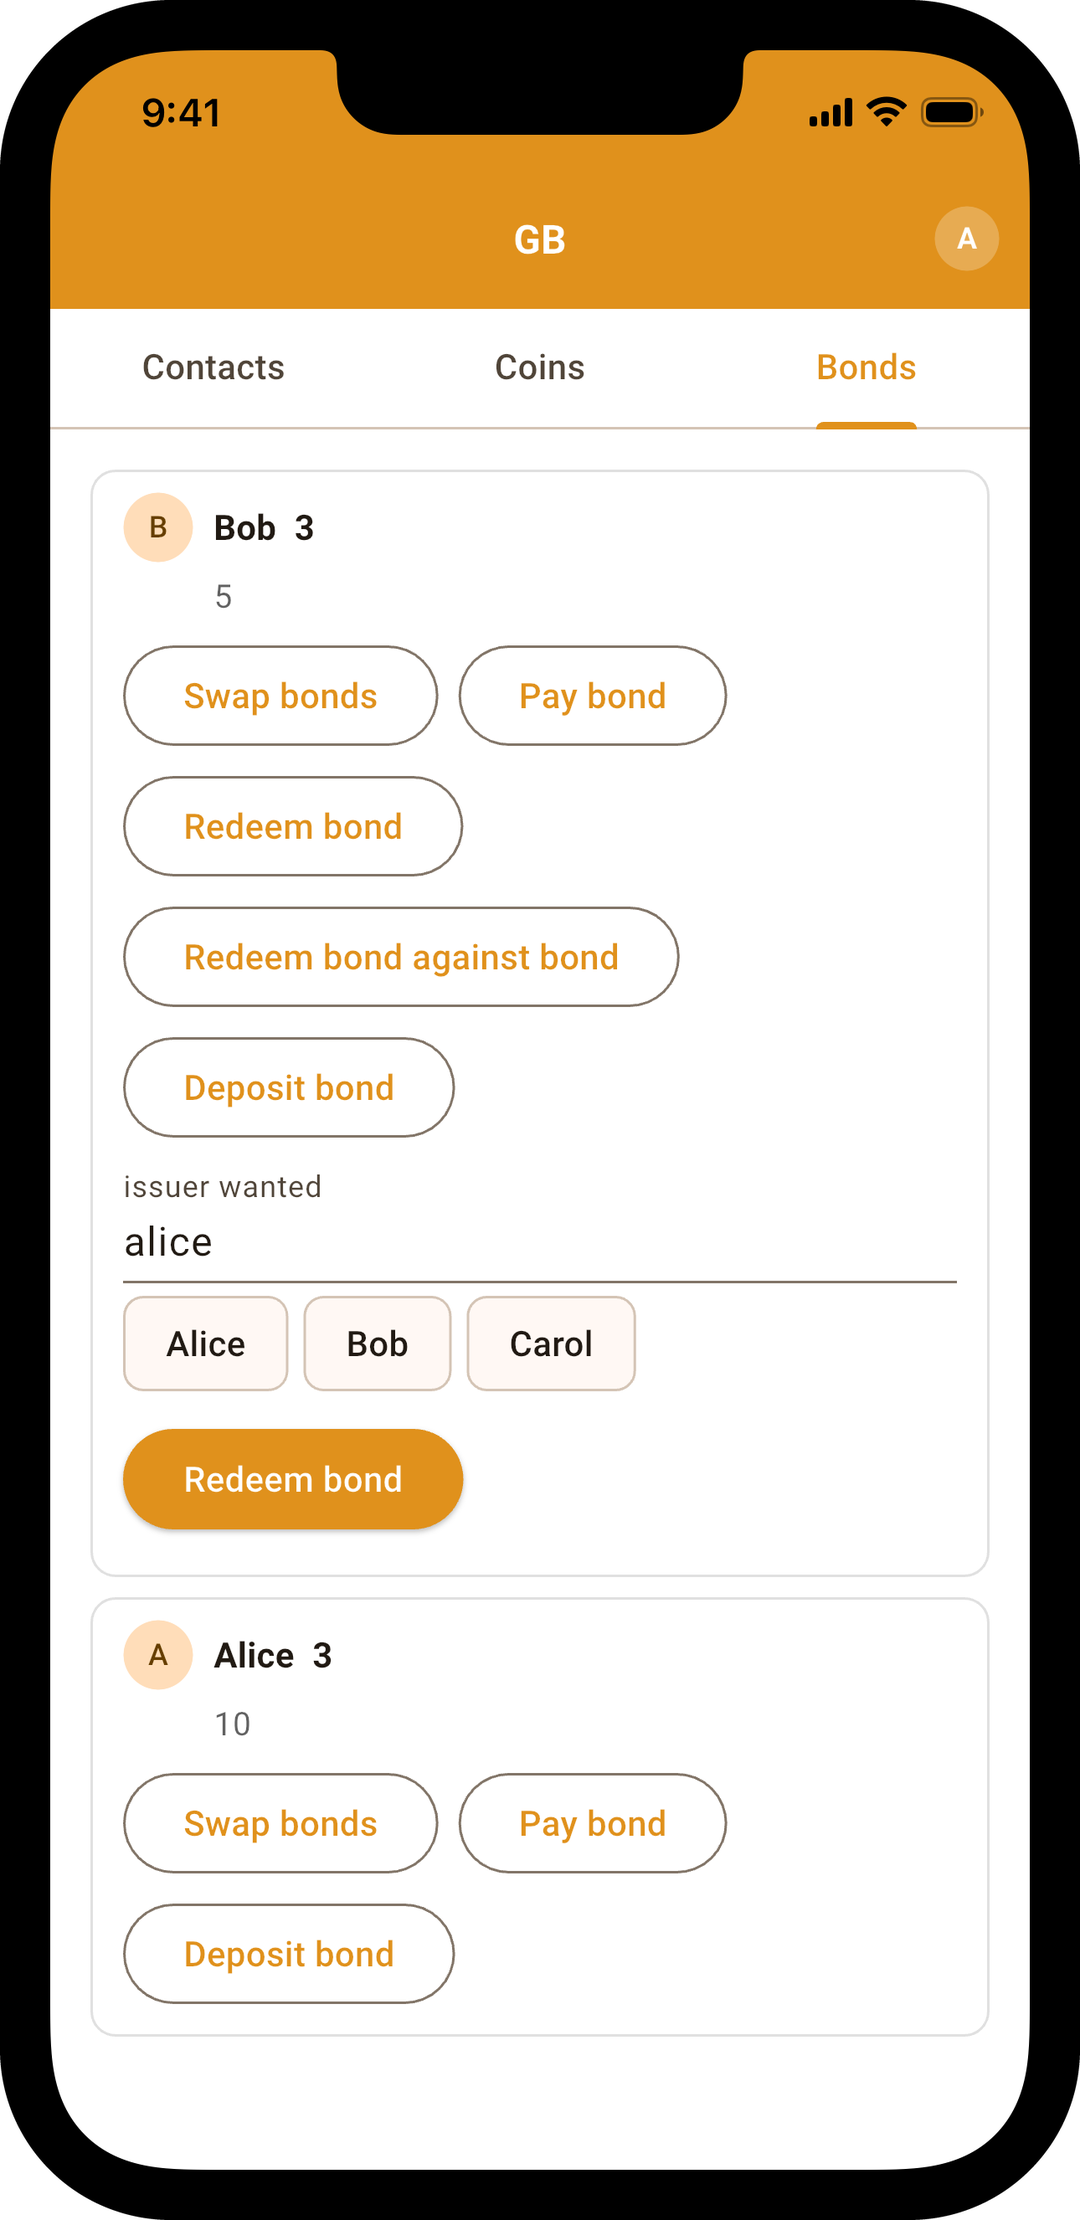 9:41
GB
A
Contacts Coins Bonds
B
Bob 3
5
Swap bonds Pay bond
Redeem bond
Redeem bond against bond
Deposit bond
issuer wanted
alice
Alice Bob Carol
Redeem bond
A
Alice 3
10
Swap bonds Pay bond
Deposit bond